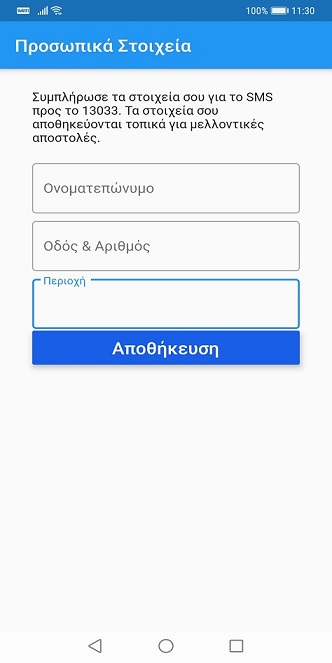 100% 11:30
Προσωπικά Στοιχεία
Συμπλήρωσε τα στοιχεία σου για το SMS
προς το 13033. Τα στοιχεία σου
αποθηκεύονται τοπικά για μελλοντικές
αποστολές.
Ονοματεπώνυμο
Οδός & Αριθμός
Περιοχή
Αποθήκευση